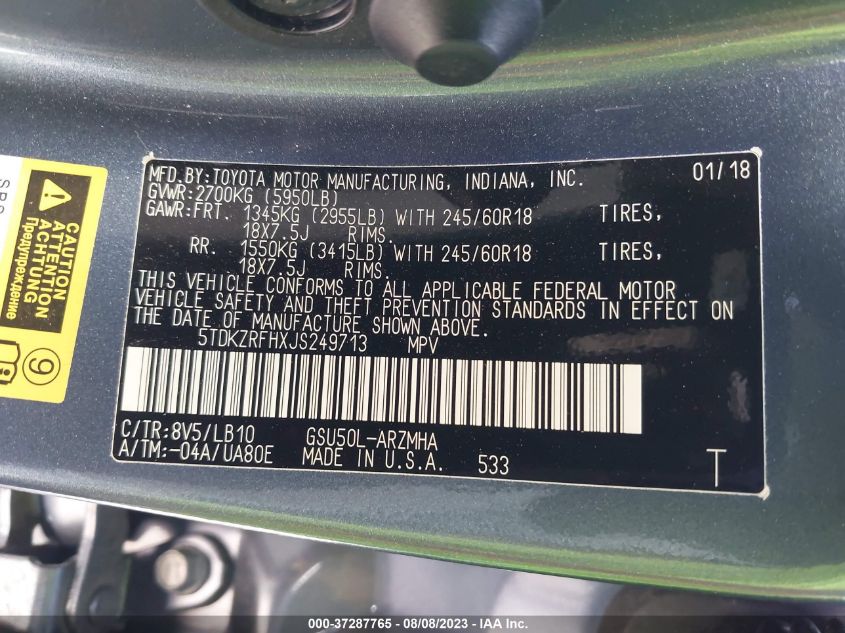 MFD.BY:TOYOTA MOTOR MANUFACTURING, INDIANA, INC. 01/18
GVWR:2700KG (5950LB)
GAWR:FRT. 1345KG (2955LB) WITH 245/60R18 TIRES,
18X7.5J RIMS.
RR. 1550KG (3415LB) WITH 245/60R18 TIRES,
18X7.5J RIMS.
THIS VEHICLE CONFORMS TO ALL APPLICABLE FEDERAL MOTOR
VEHICLE SAFETY AND THEFT PREVENTION STANDARDS IN EFFECT ON
THE DATE OF MANUFACTURE SHOWN ABOVE.
5TDKZRFHXJS249713 MPV
C/TR:8V5/LB10 GSU50L-ARZMHA
A/TM:-04A/UA80E MADE IN U.S.A. 533 T
CAUTION
ATTENTION
ACHTUNG
Предупреждение
9
000-37287765 - 08/08/2023 - IAA Inc.